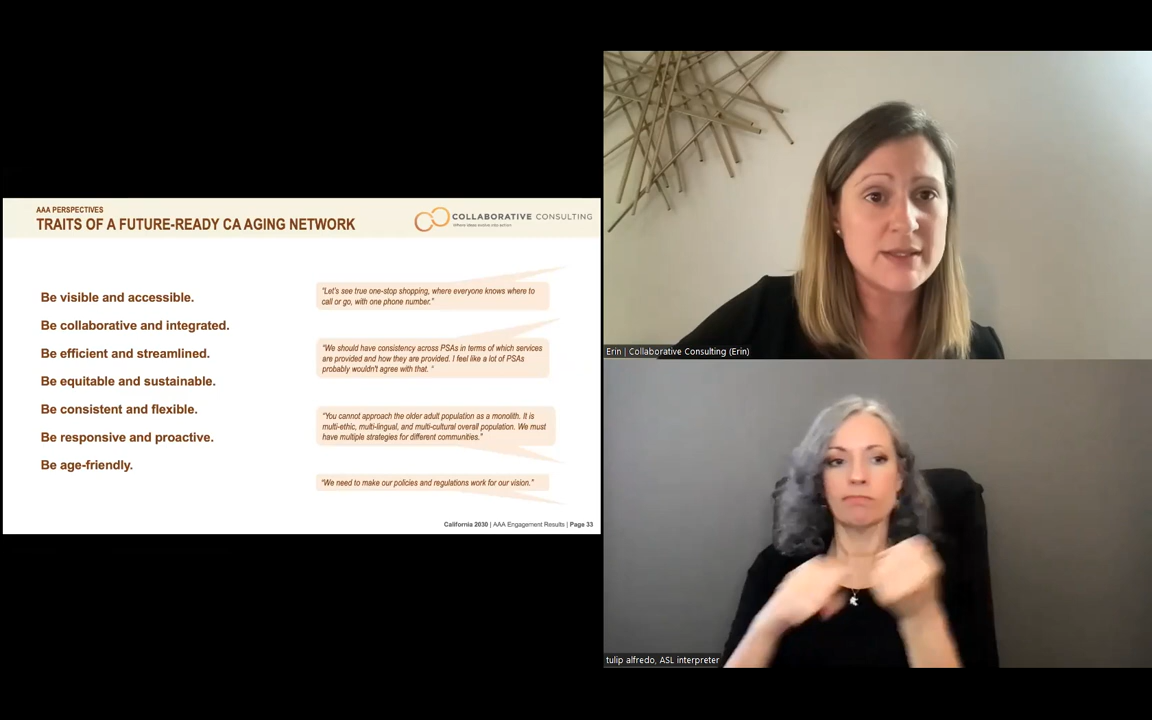 AAA PERSPECTIVES
TRAITS OF A FUTURE-READY CA AGING NETWORK
COLLABORATIVE CONSULTING
Where ideas evolve into action
Be visible and accessible.
Be collaborative and integrated.
Be efficient and streamlined.
Be equitable and sustainable.
Be consistent and flexible.
Be responsive and proactive.
Be age-friendly.
"Let's see true one-stop shopping, where everyone knows where to
call or go, with one phone number."
"We should have consistency across PSAs in terms of which services
are provided and how they are provided. I feel like a lot of PSAs
probably wouldn't agree with that. "
"You cannot approach the older adult population as a monolith. It is
multi-ethic, multi-lingual, and multi-cultural overall population. We must
have multiple strategies for different communities."
"We need to make our policies and regulations work for our vision."
California 2030 | AAA Engagement Results | Page 33
Erin | Collaborative Consulting (Erin)
tulip alfredo, ASL interpreter